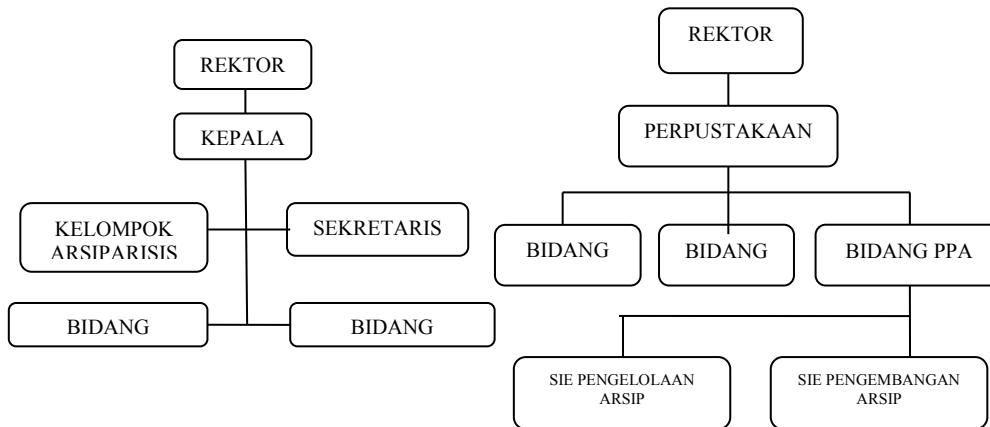 REKTOR
KEPALA
KELOMPOK
ARSIPARISIS
SEKRETARIS
BIDANG
BIDANG
REKTOR
PERPUSTAKAAN
BIDANG
BIDANG
BIDANG PPA
SIE PENGELOLAAN
ARSIP
SIE PENGEMBANGAN
ARSIP